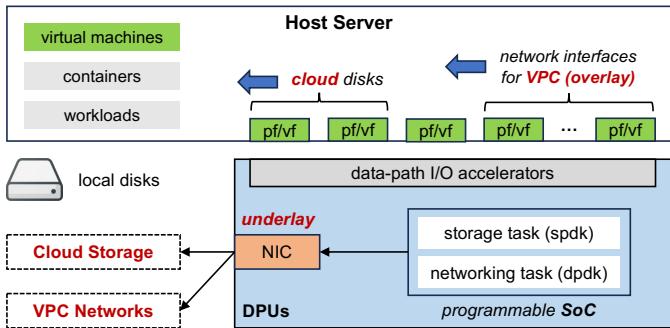 Host Server
virtual machines
containers
workloads
cloud disks
network interfaces
for VPC (overlay)
pf/vf
pf/vf
pf/vf
pf/vf
...
pf/vf
local disks
data-path I/O accelerators
underlay
NIC
storage task (spdk)
networking task (dpdk)
Cloud Storage
VPC Networks
DPUs
programmable SoC